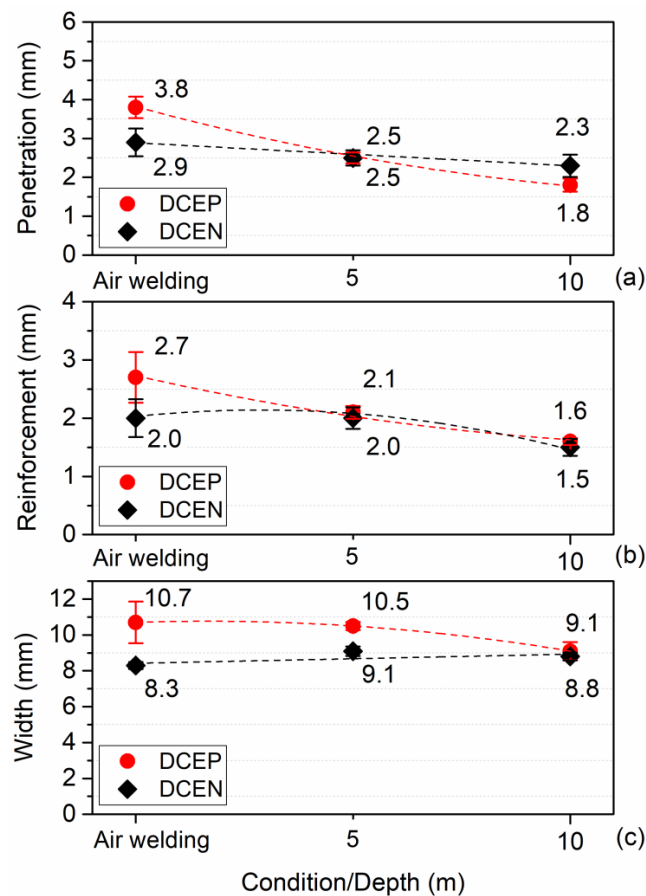 Penetration (mm)
6
5
4
3
2
1
0
3.8
2.9
2.5
2.5
2.3
1.8
DCEP
DCEN
Air welding 5 10 (a)
Reinforcement (mm)
4
3
2
1
0
2.7
2.0
2.1
2.0
1.6
1.5
DCEP
DCEN
Air welding 5 10 (b)
Width (mm)
12
10
8
6
4
2
0
10.7
8.3
10.5
9.1
9.1
8.8
DCEP
DCEN
Air welding 5 10 (c)
Condition/Depth (m)